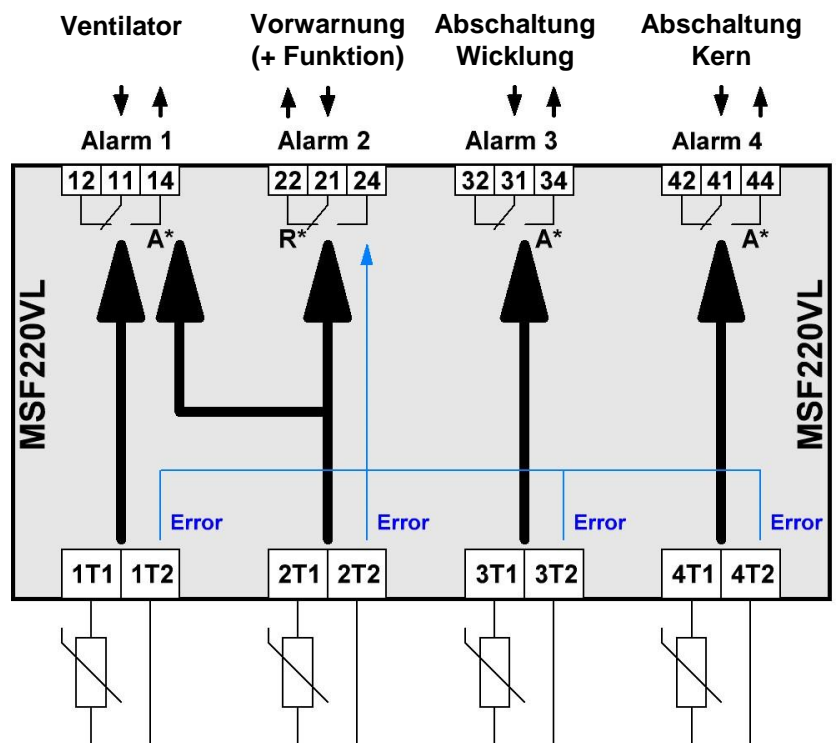 Ventilator
Vorwarnung
(+ Funktion)
Abschaltung
Wicklung
Abschaltung
Kern
Alarm 1
Alarm 2
Alarm 3
Alarm 4
12 11 14
22 21 24
32 31 34
42 41 44
A*
R*
A*
A*
MSF220VL
MSF220VL
Error
Error
Error
Error
1T1 1T2
2T1 2T2
3T1 3T2
4T1 4T2